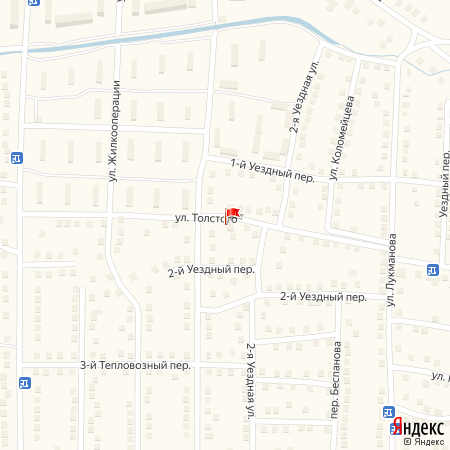 2-я Уездная ул.
ул. Жилкооперации
ул. Коломейцева
1-й Уездный пер.
Уездный пер.
ул. Толстого
ул. Лукманова
2-й Уездный пер.
2-й Уездный пер.
3-й Тепловозный пер.
2-я Уездная ул.
пер. Беспанова
ул.
Яндекс
© Яндекс